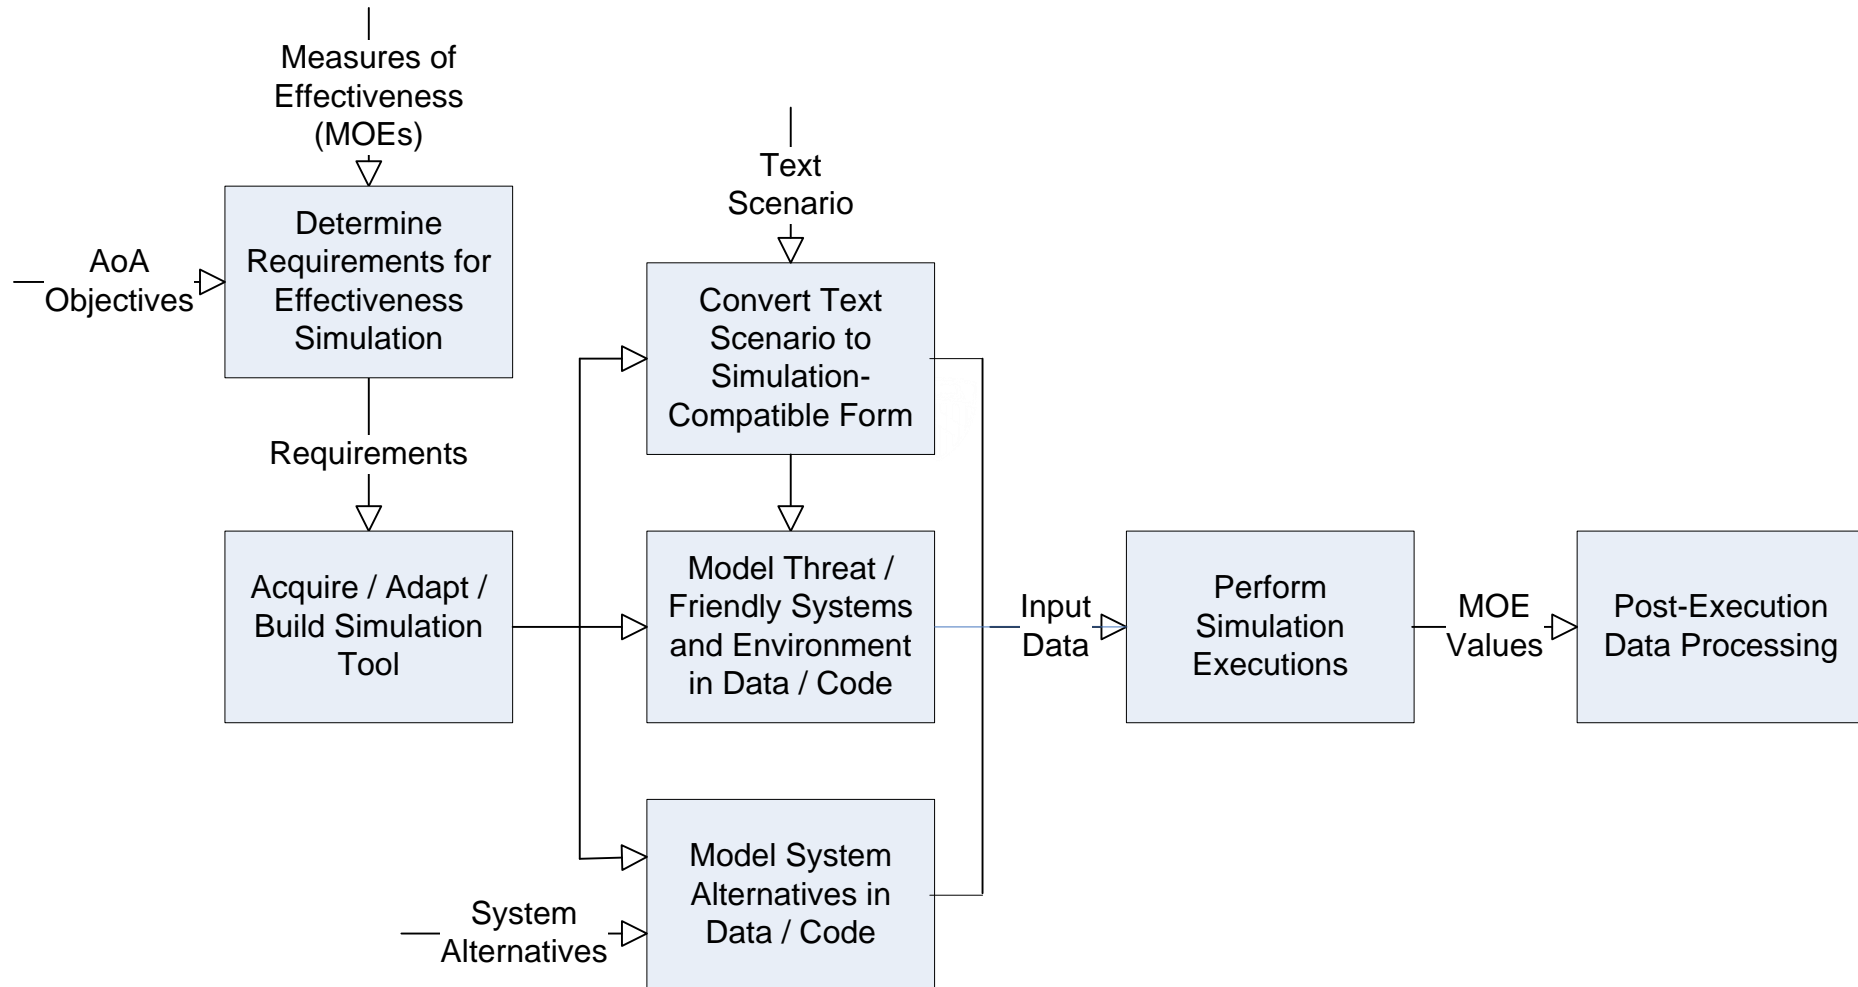 Measures of
Effectiveness
(MOEs)
Text
Scenario
Determine
Requirements for
Effectiveness
Simulation
AoA
Objectives
Convert Text
Scenario to
Simulation-
Compatible Form
Requirements
Acquire / Adapt /
Build Simulation
Tool
Model Threat /
Friendly Systems
and Environment
in Data / Code
Input
Data
Perform
Simulation
Executions
MOE
Values
Post-Execution
Data Processing
Model System
Alternatives in
Data / Code
System
Alternatives